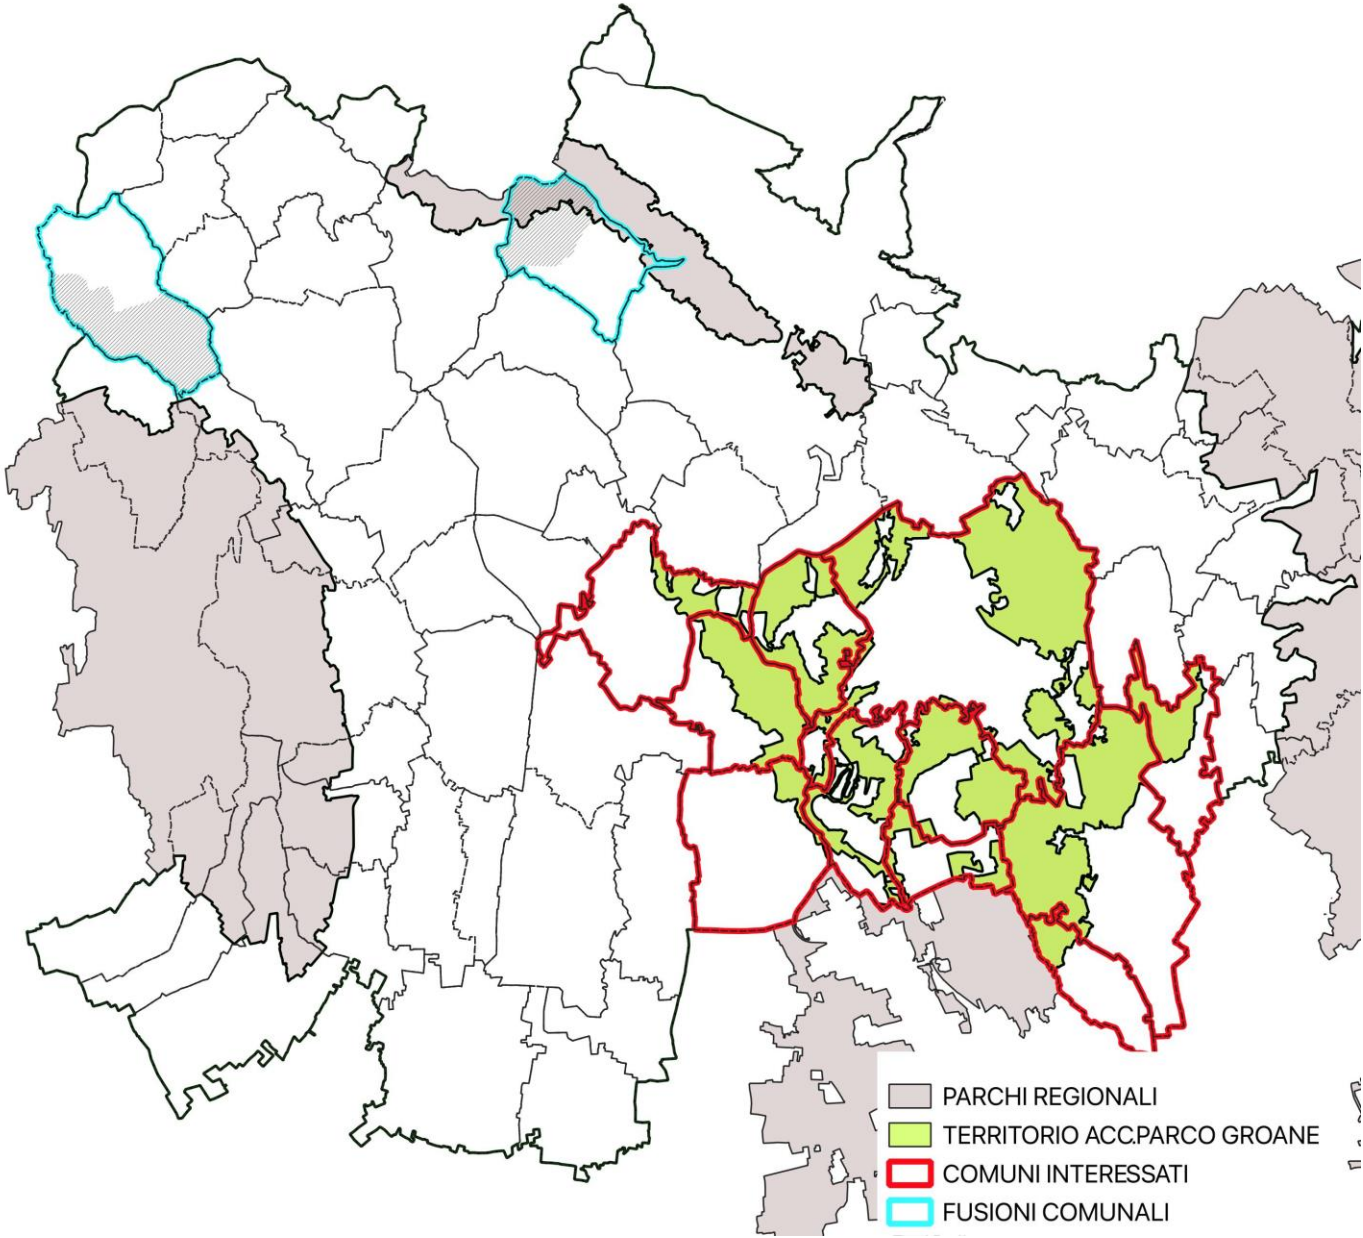 PARCHI REGIONALI
TERRITORIO ACC.PARCO GROANE
COMUNI INTERESSATI
FUSIONI COMUNALI